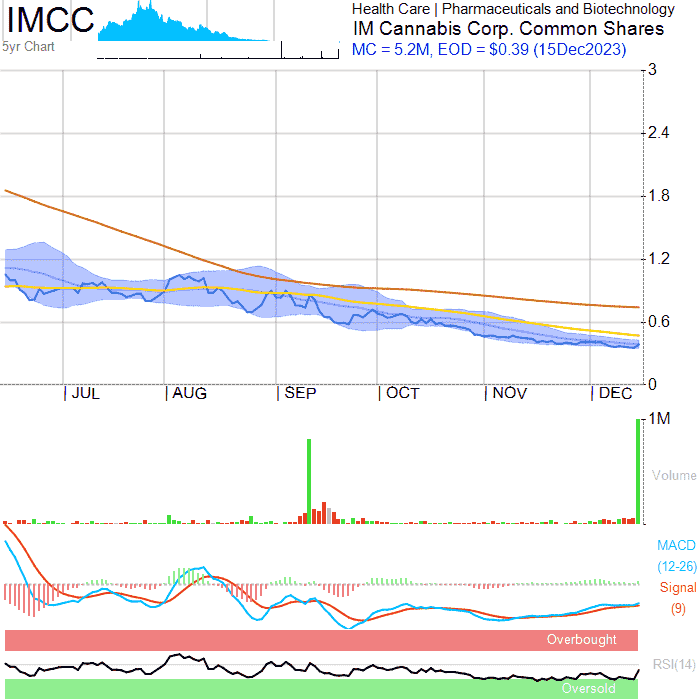 IMCC
5yr Chart
Health Care | Pharmaceuticals and Biotechnology
IM Cannabis Corp. Common Shares
MC = 5.2M, EOD = $0.39 (15Dec2023)
3
2.4
1.8
1.2
0.6
0
JUL
AUG
SEP
OCT
NOV
DEC
1M
Volume
MACD
(12-26)
Signal
(9)
Overbought
RSI(14)
Oversold